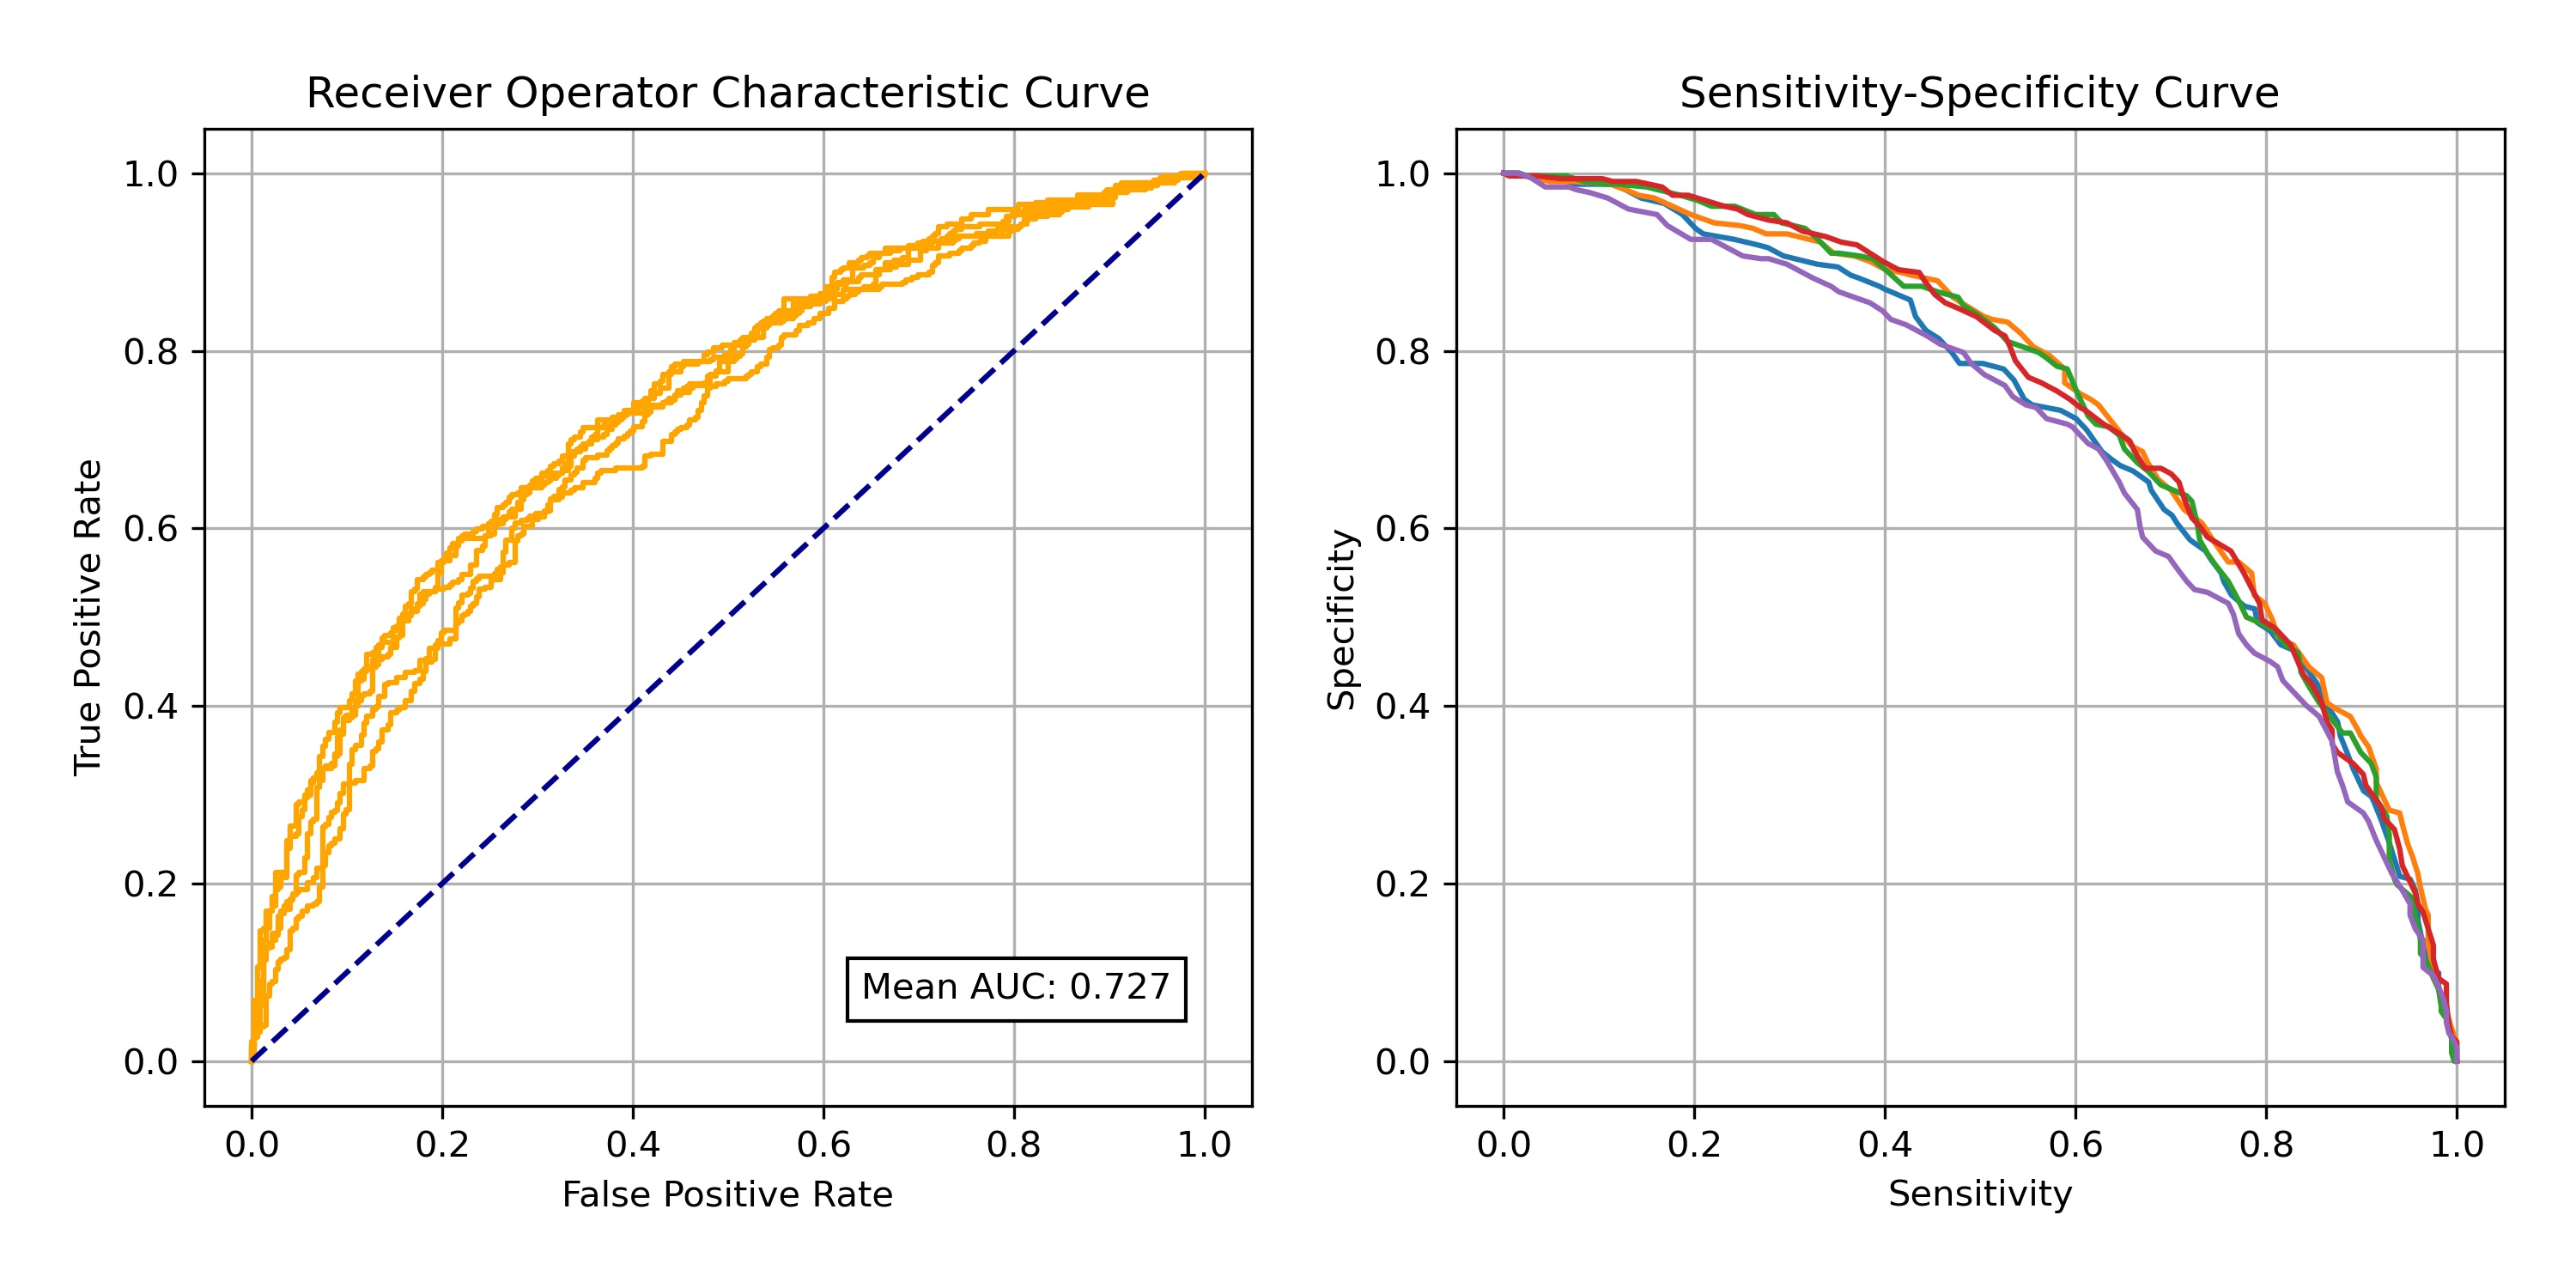 Receiver Operator Characteristic Curve
True Positive Rate
1.0
0.8
0.6
0.4
0.2
0.0
Mean AUC: 0.727
0.0 0.2 0.4 0.6 0.8 1.0
False Positive Rate
Sensitivity-Specificity Curve
Specificity
1.0
0.8
0.6
0.4
0.2
0.0
0.0 0.2 0.4 0.6 0.8 1.0
Sensitivity